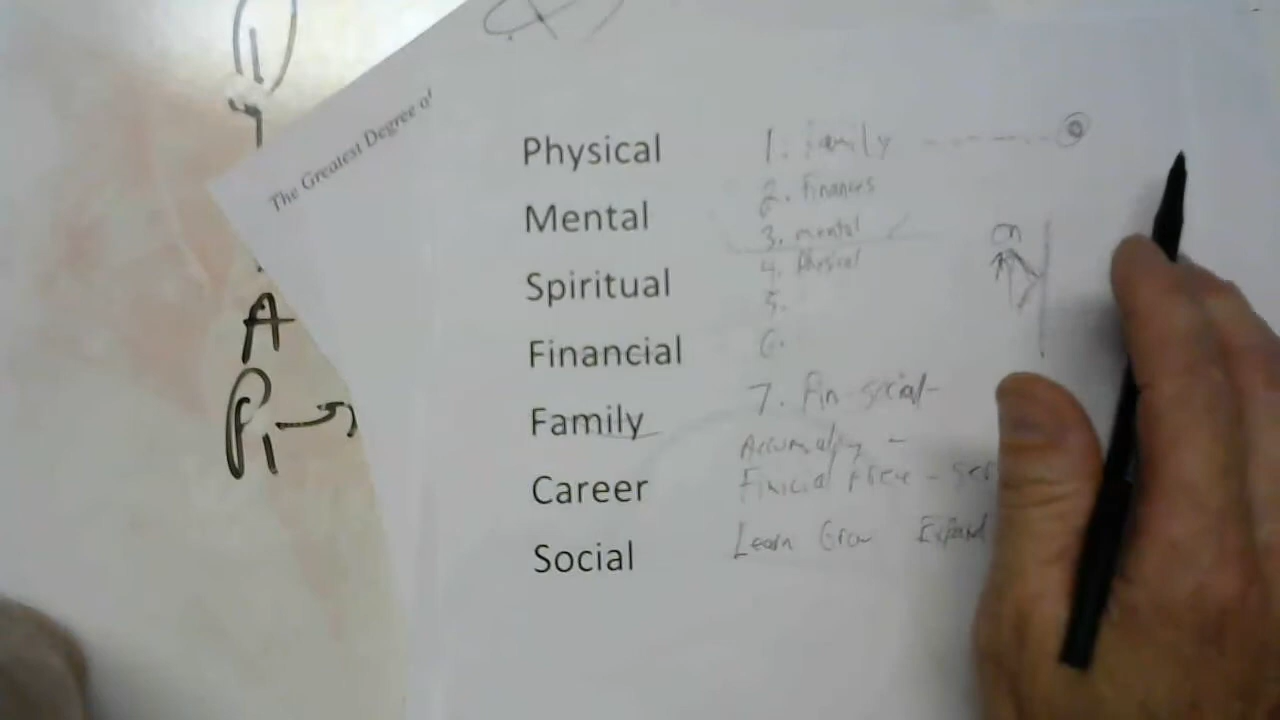 The Greatest Degree of
Physical
Mental
Spiritual
Financial
Family
Career
Social
1. Family
2. Finances
3. mental
4. Physical
5.
6.
7. Fin social
Learn Grow Expand
A
P1